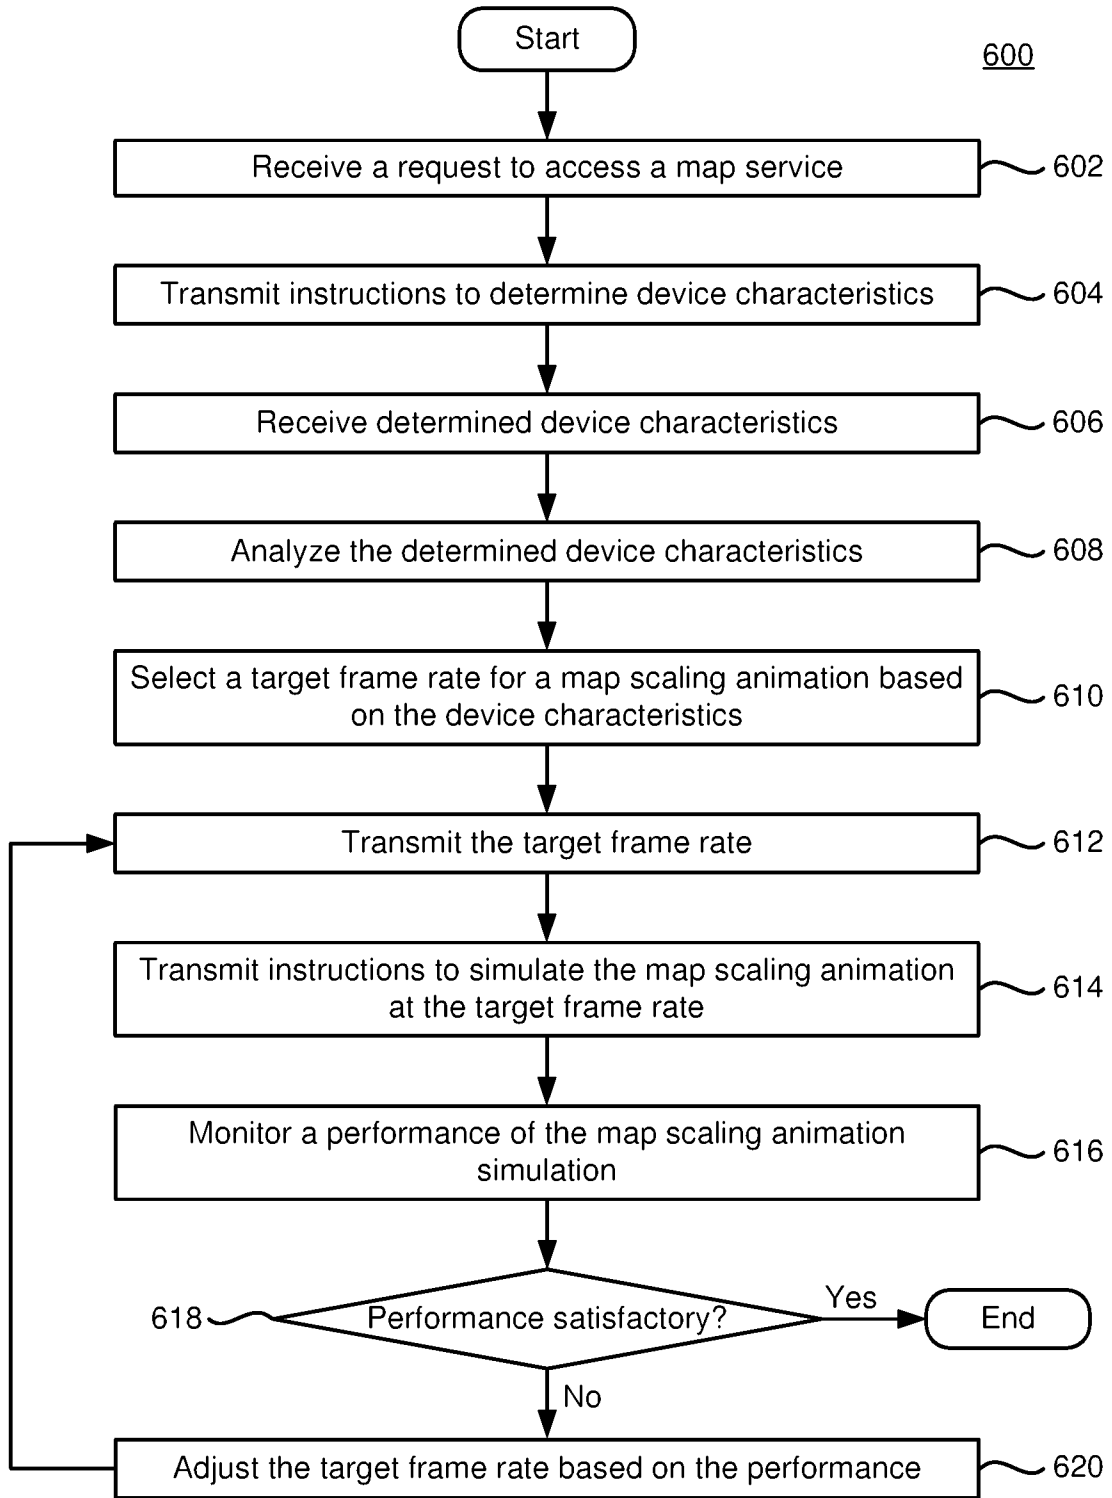 Start
600
Receive a request to access a map service
602
Transmit instructions to determine device characteristics
604
Receive determined device characteristics
606
Analyze the determined device characteristics
608
Select a target frame rate for a map scaling animation based
on the device characteristics
610
Transmit the target frame rate
612
Transmit instructions to simulate the map scaling animation
at the target frame rate
614
Monitor a performance of the map scaling animation
simulation
616
618
Performance satisfactory?
Yes
End
No
Adjust the target frame rate based on the performance
620